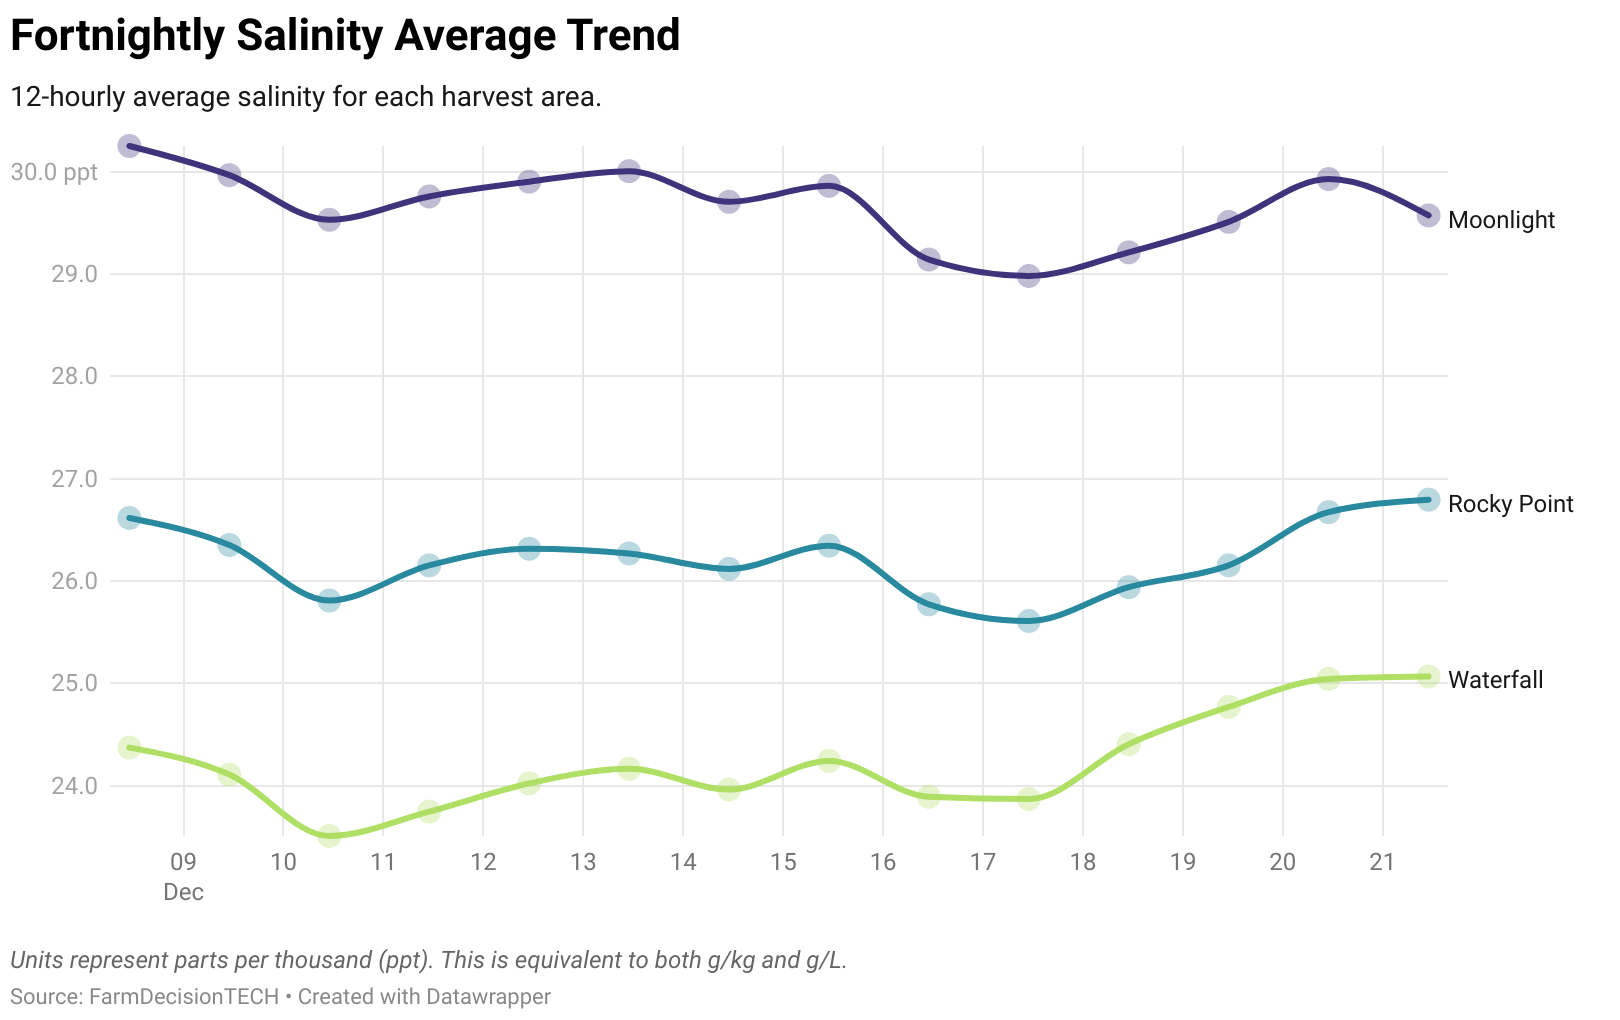 Fortnightly Salinity Average Trend
12-hourly average salinity for each harvest area.
30.0 ppt
29.0
28.0
27.0
26.0
25.0
24.0
Moonlight
Rocky Point
Waterfall
09 10 11 12 13 14 15 16 17 18 19 20 21
Dec
Units represent parts per thousand (ppt). This is equivalent to both g/kg and g/L.
Source: FarmDecisionTECH • Created with Datawrapper